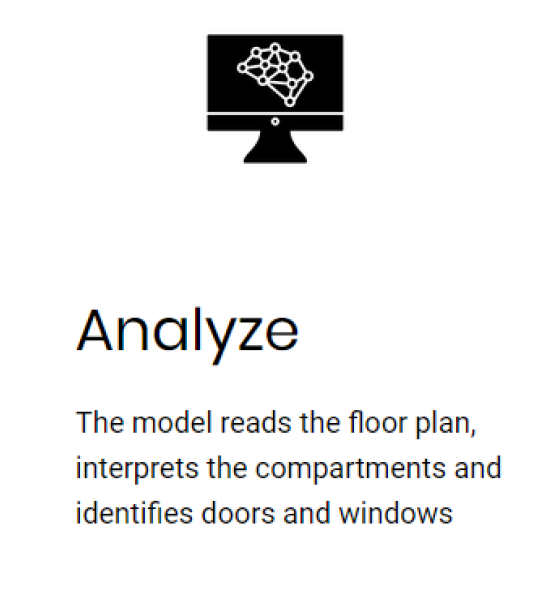 Analyze
The model reads the floor plan,
interprets the compartments and
identifies doors and windows